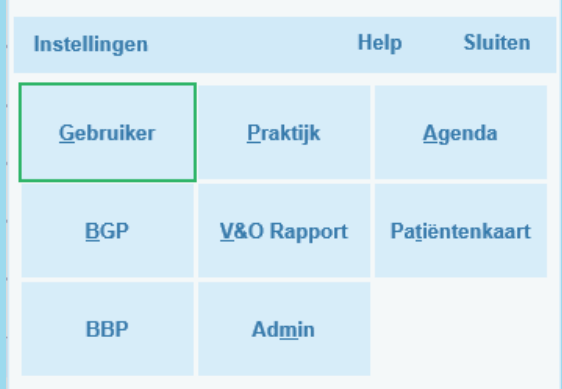 Instellingen Help Sluiten
Gebruiker Praktijk Agenda
BGP V&O Rapport Patiëntenkaart
BBP Admin